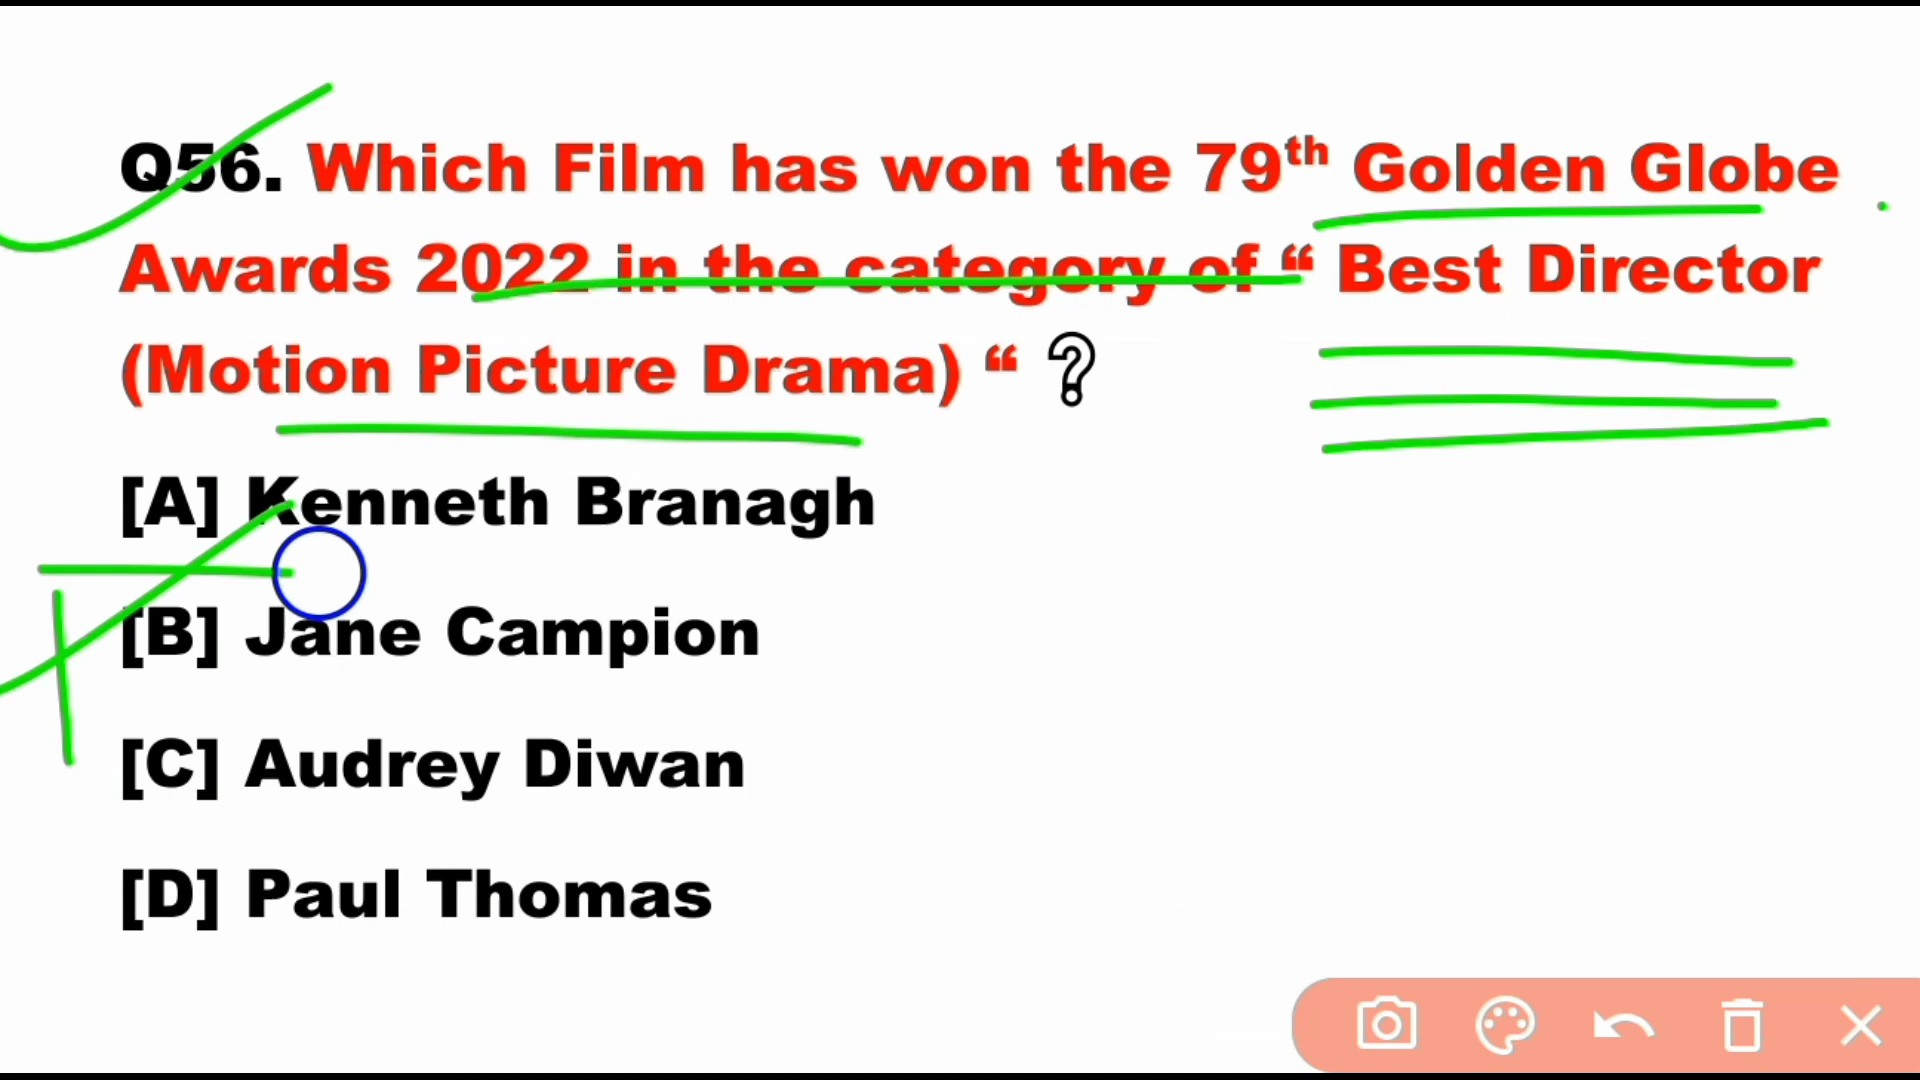 Q56. Which Film has won the 79th Golden Globe
Awards 2022 in the category of “ Best Director
(Motion Picture Drama) “ ?
[A] Kenneth Branagh
[B] Jane Campion
[C] Audrey Diwan
[D] Paul Thomas